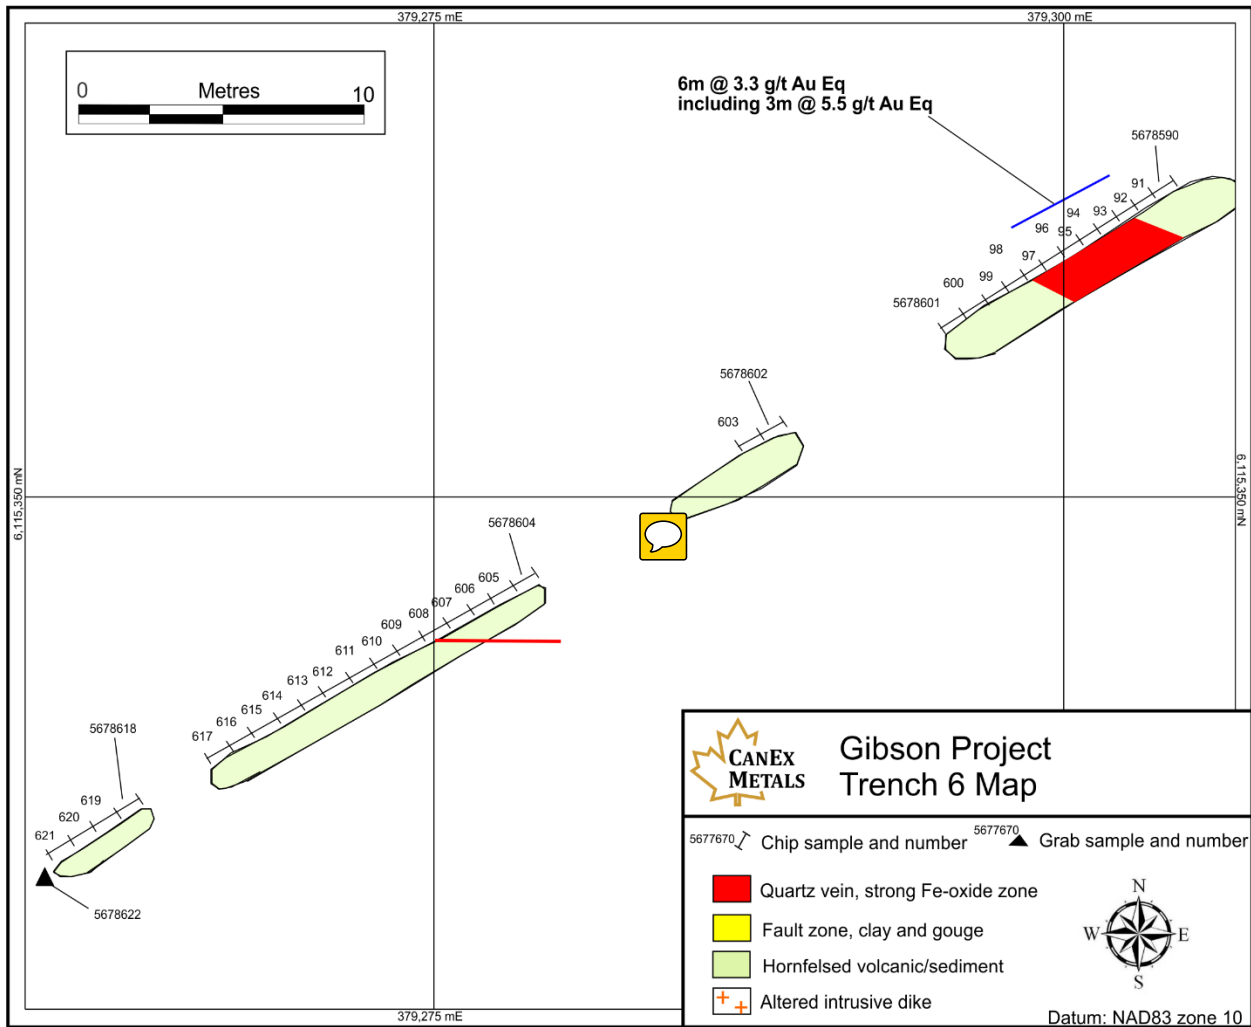 379,275 mE
379,300 mE
0 Metres 10
6m @ 3.3 g/t Au Eq
including 3m @ 5.5 g/t Au Eq
5678590
91
92
93
94
95
96
97
98
99
600
5678601
5678602
603
6,115,350 mN
6,115,350 mN
5678604
605
606
607
608
609
610
611
612
613
614
615
616
617
5678618
619
620
621
5678622
CANEX
METALS
Gibson Project
Trench 6 Map
5677670 Chip sample and number
5677670 Grab sample and number
Quartz vein, strong Fe-oxide zone
Fault zone, clay and gouge
Hornfelsed volcanic/sediment
Altered intrusive dike
N
W E
S
Datum: NAD83 zone 10
379,275 mE